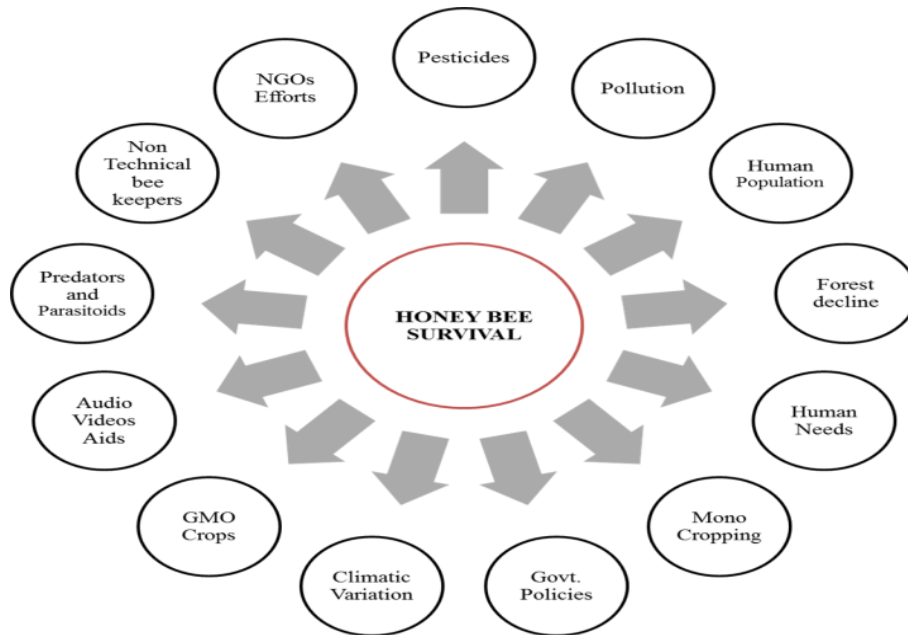 Pesticides
Pollution
Human
Population
Forest
decline
Human
Needs
Mono
Cropping
Govt.
Policies
Climatic
Variation
GMO
Crops
Audio
Videos
Aids
Predators
and
Parasitoids
Non
Technical
bee
keepers
NGOs
Efforts
HONEY BEE
SURVIVAL